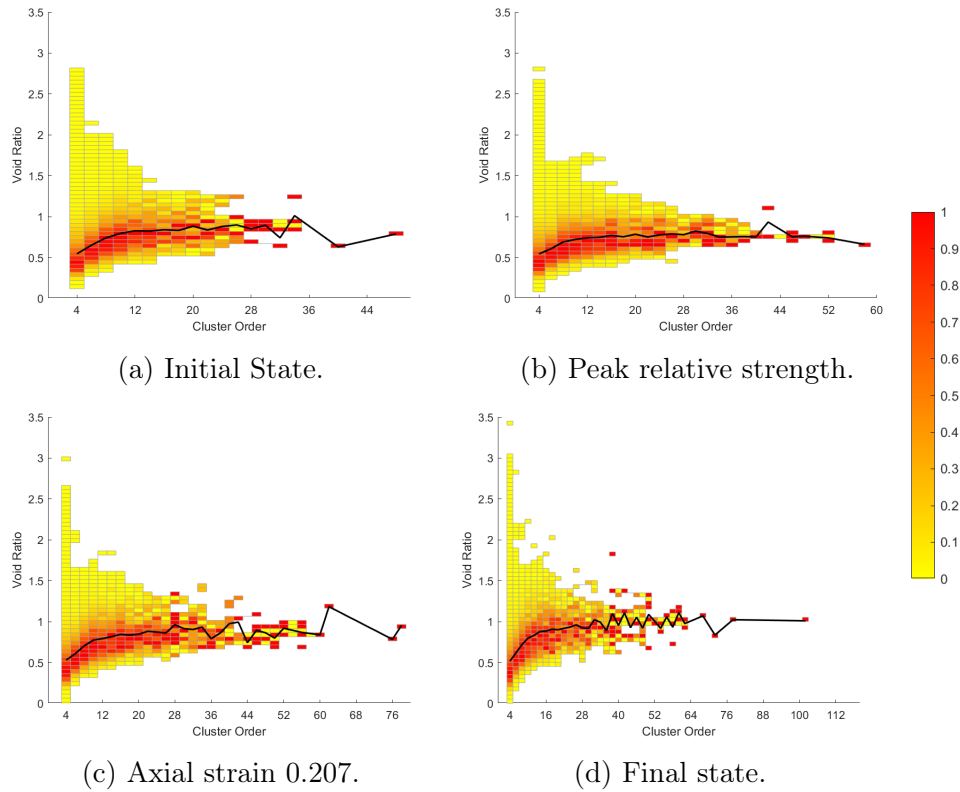 3.5
3
2.5
2
1.5
1
0.5
0
Void Ratio
4 12 20 28 36 44
Cluster Order
(a) Initial State.
3.5
3
2.5
2
1.5
1
0.5
0
Void Ratio
4 12 20 28 36 44 52 60
Cluster Order
(b) Peak relative strength.
3.5
3
2.5
2
1.5
1
0.5
0
Void Ratio
4 12 20 28 36 44 52 60 68 76
Cluster Order
(c) Axial strain 0.207.
3.5
3
2.5
2
1.5
1
0.5
0
Void Ratio
4 16 28 40 52 64 76 88 100 112
Cluster Order
(d) Final state.
1
0.9
0.8
0.7
0.6
0.5
0.4
0.3
0.2
0.1
0